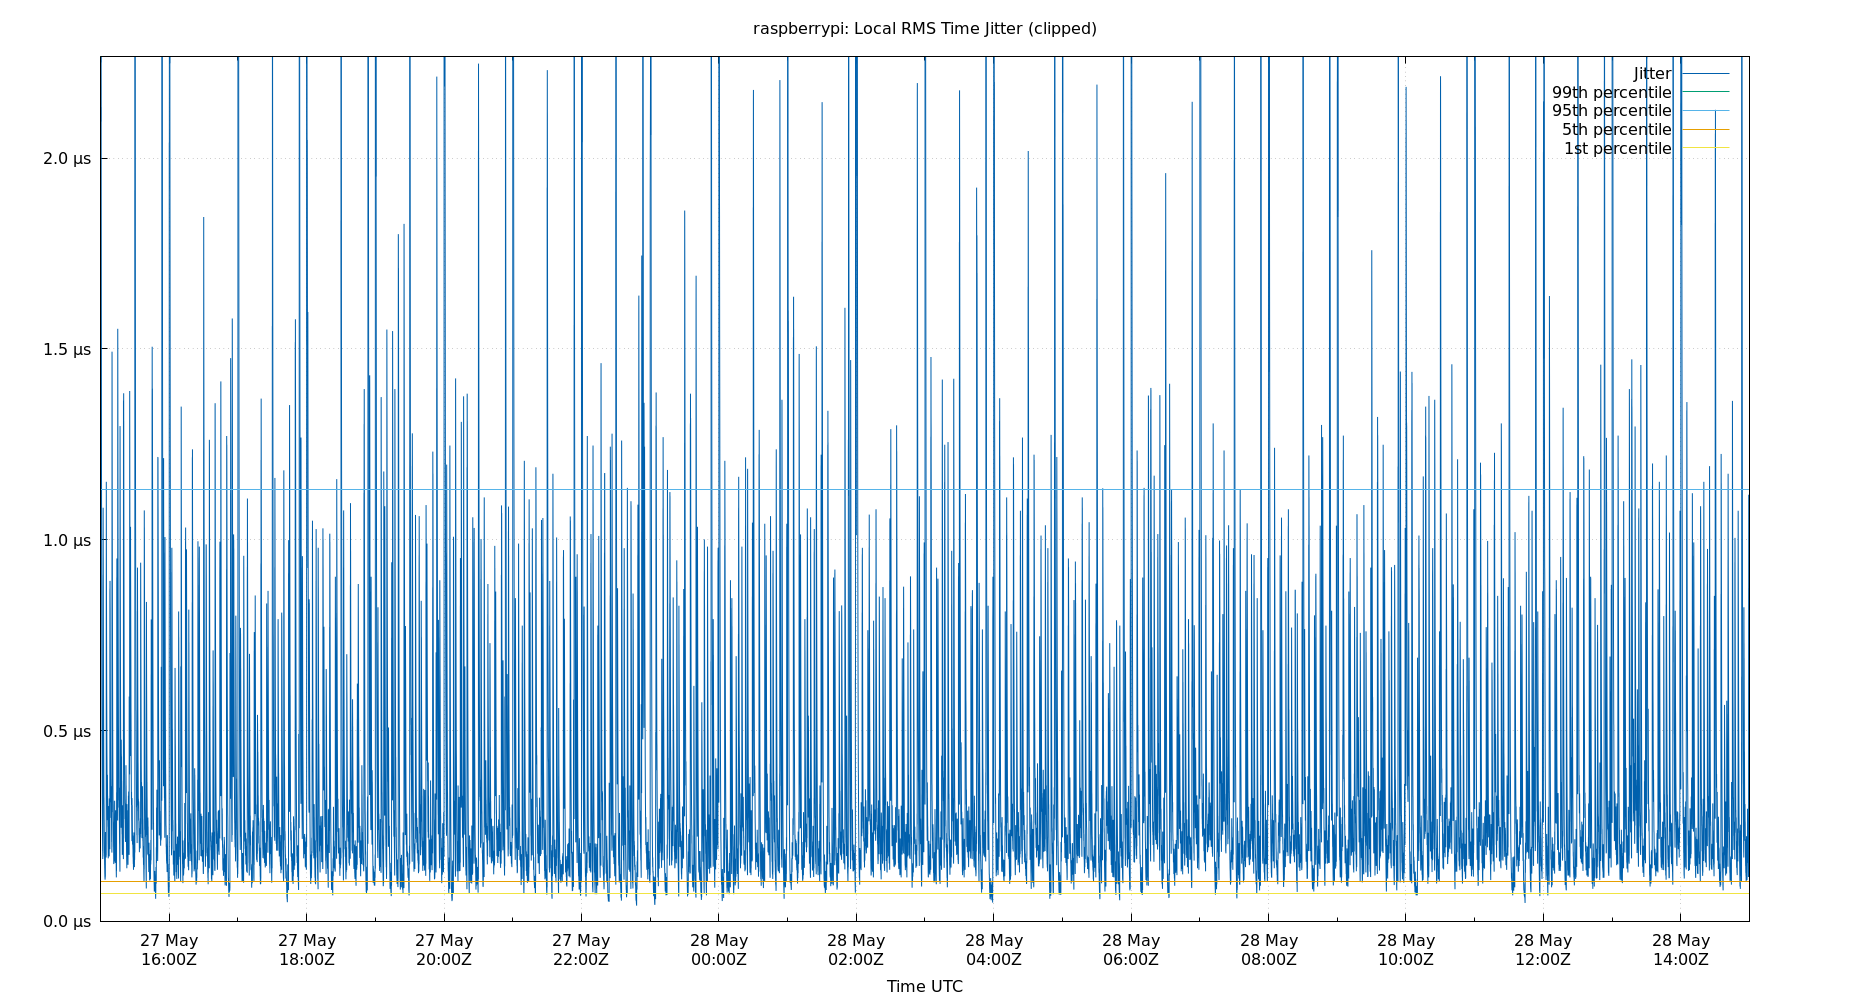 raspberrypi: Local RMS Time Jitter (clipped)
Jitter
99th percentile
95th percentile
5th percentile
1st percentile
2.0 μs
1.5 μs
1.0 μs
0.5 μs
0.0 μs
27 May 27 May 27 May 27 May 28 May 28 May 28 May 28 May 28 May 28 May 28 May 28 May
16:00Z 18:00Z 20:00Z 22:00Z 00:00Z 02:00Z 04:00Z 06:00Z 08:00Z 10:00Z 12:00Z 14:00Z
Time UTC